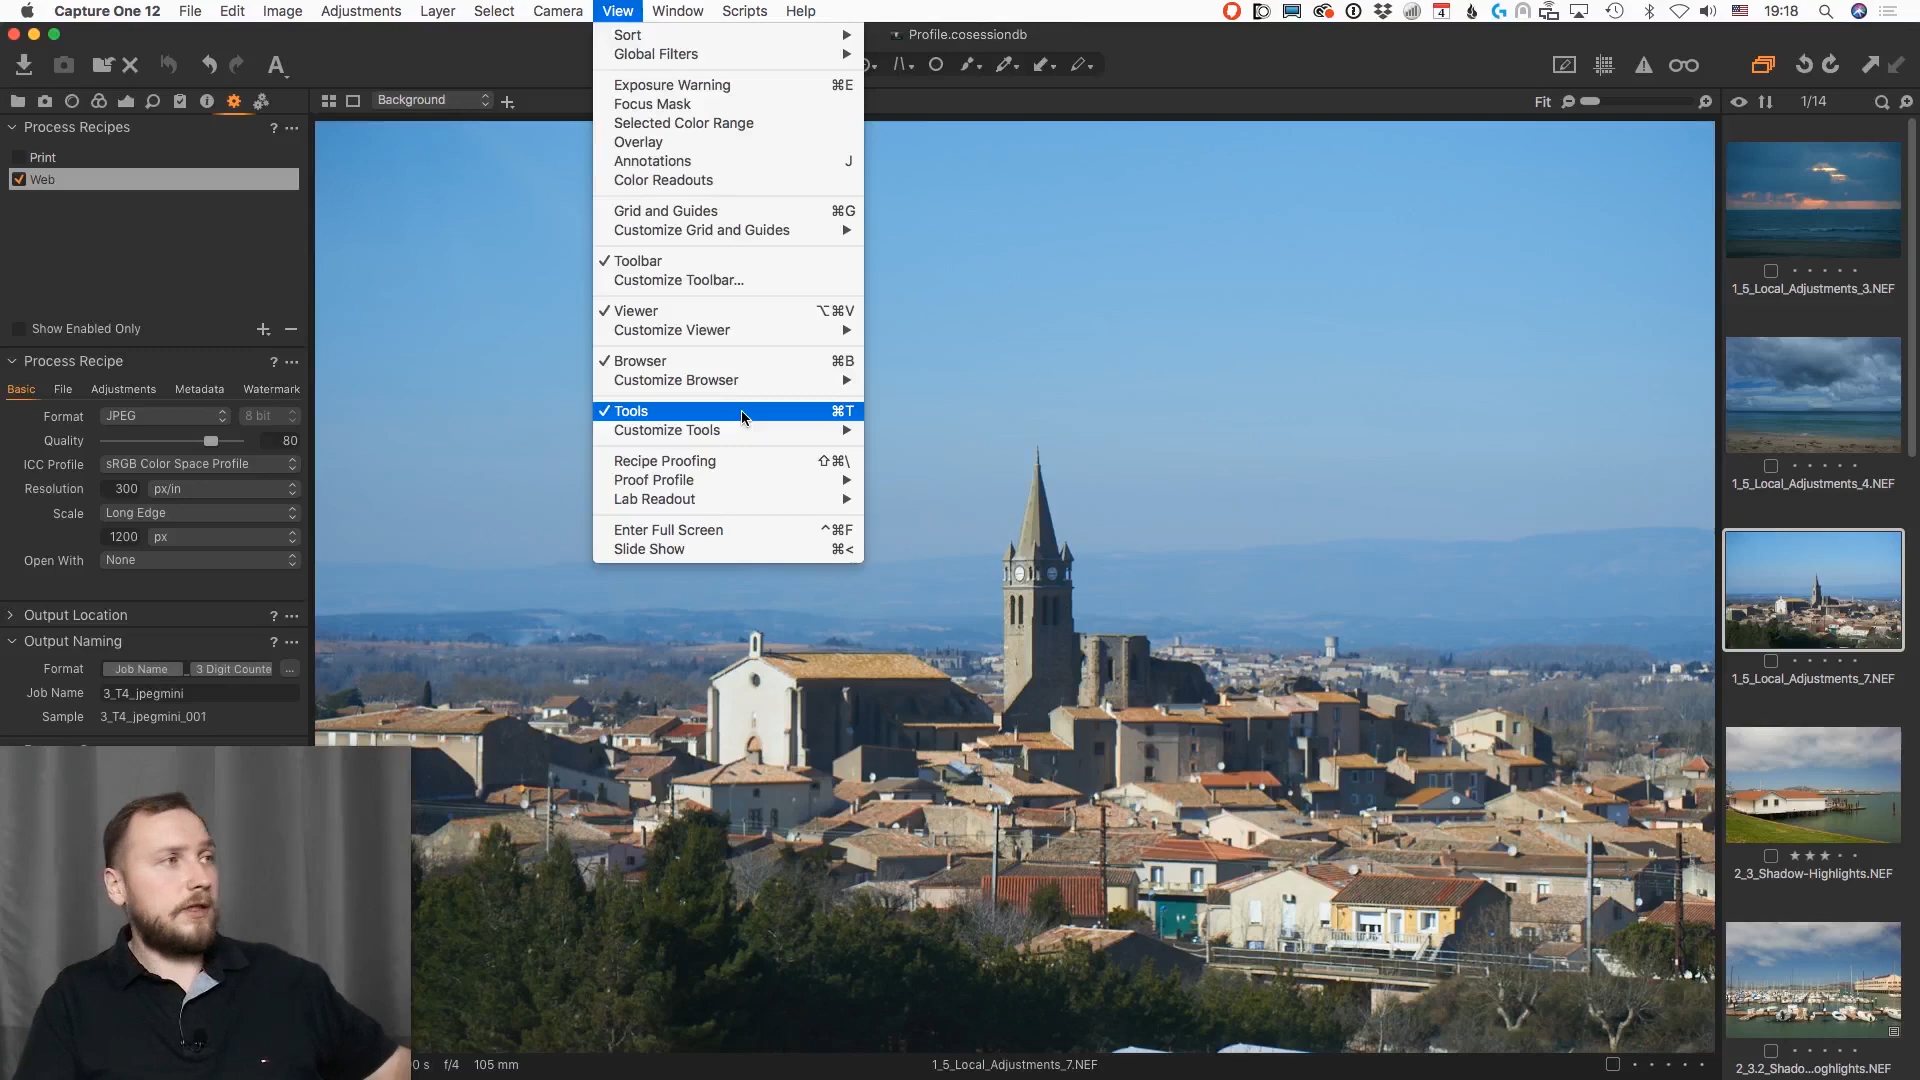 Capture One 12 File Edit Image Adjustments Layer Select Camera View Window Scripts Help 4 19:18
Profile.cosessiondb
Background
Fit
1/14
Process Recipes ?
Print
Web
Show Enabled Only
Process Recipe ?
Basic File Adjustments Metadata Watermark
Format JPEG 8 bit
Quality 80
ICC Profile sRGB Color Space Profile
Resolution 300 px/in
Scale Long Edge
1200 px
Open With None
Output Location ?
Output Naming ?
Format Job Name _ 3 Digit Counte ...
Job Name 3_T4_jpegmini
Sample 3_T4_jpegmini_001
Sort
Global Filters
Exposure Warning ⌘E
Focus Mask
Selected Color Range
Overlay
Annotations J
Color Readouts
Grid and Guides ⌘G
Customize Grid and Guides
Toolbar
Customize Toolbar...
Viewer ⌥⌘V
Customize Viewer
Browser ⌘B
Customize Browser
Tools ⌘T
Customize Tools
Recipe Proofing ⇧⌘\
Proof Profile
Lab Readout
Enter Full Screen ^⌘F
Slide Show ⌘<
1_5_Local_Adjustments_3.NEF
1_5_Local_Adjustments_4.NEF
1_5_Local_Adjustments_7.NEF
2_3_Shadow-Highlights.NEF
2_3.2_Shado...oghlights.NEF
0 s f/4 105 mm
1_5_Local_Adjustments_7.NEF